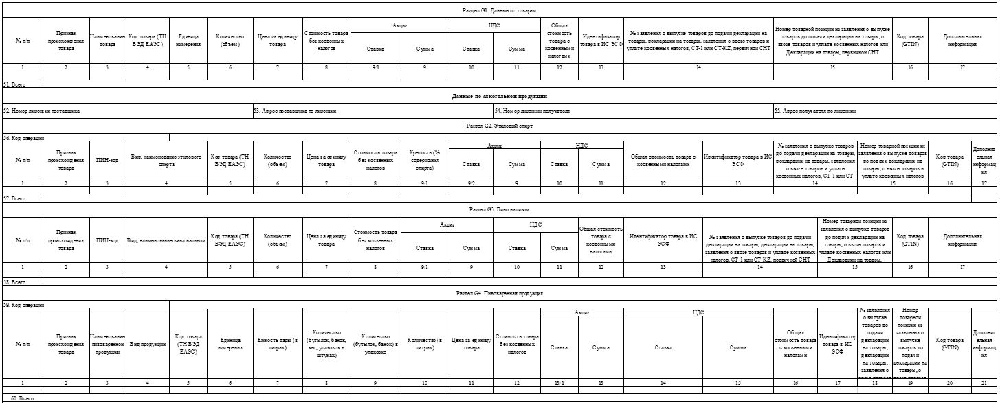 Раздел G1. Данные по товарам
№ п/п
Признак происхождения товара
Наименование товара
Код товара (ТН ВЭД ЕАЭС)
Единица измерения
Количество (объем)
Цена за единицу товара
Стоимость товара без косвенных налогов
Акциз
Ставка
Сумма
НДС
Ставка
Сумма
Общая стоимость товара с косвенными налогами
Идентификатор товара в ИС ЭСФ
№ заявления о выпуске товаров до подачи декларации на товары, декларации на товары, заявления о ввозе товаров и уплате косвенных налогов, СТ-1 или СТ-KZ, первичной СНТ
Номер товарной позиции из заявления о выпуске товаров до подачи декларации на товары, о ввозе товаров и уплате косвенных налогов или Декларации на товары, первичной СНТ
Код товара (GTIN)
Дополнительная информация
1 2 3 4 5 6 7 8 9/1 9 10 11 12 13 14 15 16 17
51. Всего
Данные по алкогольной продукции
52. Номер лицензии поставщика
53. Адрес поставщика по лицензии
54. Номер лицензии получателя
55. Адрес получателя по лицензии
Раздел G2. Этиловый спирт
56. Код операции
№ п/п
Признак происхождения товара
ПИН-код
Вид, наименование этилового спирта
Код товара (ТН ВЭД ЕАЭС)
Количество (объем)
Цена за единицу товара
Стоимость товара без косвенных налогов
Крепость (% содержания спирта)
Акциз
Ставка
Сумма
НДС
Ставка
Сумма
Общая стоимость товара с косвенными налогами
Идентификатор товара в ИС ЭСФ
№ заявления о выпуске товаров до подачи декларации на товары, декларации на товары, заявления о ввозе товаров и уплате косвенных налогов, СТ-1 или СТ-
Номер товарной позиции из заявления о выпуске товаров до подачи декларации на товары, о ввозе товаров и уплате косвенных налогов
Код товара (GTIN)
Дополнительная информация
1 2 3 4 5 6 7 8 9/1 9/2 9 10 11 12 13 14 15 16 17
57. Всего
Раздел G3. Вино наливом
№ п/п
Признак происхождения товара
ПИН-код
Вид, наименование вина наливом
Код товара (ТН ВЭД ЕАЭС)
Количество (объем)
Цена за единицу товара
Стоимость товара без косвенных налогов
Акциз
Ставка
Сумма
НДС
Ставка
Сумма
Общая стоимость товара с косвенными налогами
Идентификатор товара в ИС ЭСФ
№ заявления о выпуске товаров до подачи декларации на товары, декларации на товары, заявления о ввозе товаров и уплате косвенных налогов, СТ-1 или СТ-KZ, первичной СНТ
Номер товарной позиции из заявления о выпуске товаров до подачи декларации на товары, о ввозе товаров и уплате косвенных налогов или Декларации на товары,
Код товара (GTIN)
Дополнительная информация
1 2 3 4 5 6 7 8 9/1 9 10 11 12 13 14 15 16 17
58. Всего
Раздел G4. Пивоваренная продукция
59. Код операции
№ п/п
Признак происхождения товара
Наименование пивоваренной продукции
Вид продукции
Код товара (ТН ВЭД ЕАЭС)
Единица измерения
Емкость тары (в литрах)
Количество (бутылок, банок, кег, упаковок в штуках)
Количество (бутылок, банок) в упаковке
Количество (в литрах)
Цена за единицу товара
Стоимость товара без косвенных налогов
Акциз
Ставка
Сумма
НДС
Ставка
Сумма
Общая стоимость товара с косвенными налогами
Идентификатор товара в ИС ЭСФ
№ заявления о выпуске товаров до подачи декларации на товары, декларации на товары, заявления о
Номер товарной позиции из заявления о выпуске товаров до подачи декларации на товары, о
Код товара (GTIN)
Дополнительная информация
1 2 3 4 5 6 7 8 9 10 11 12 13/1 13 14 15 16 17 18 19 20 21
60. Всего